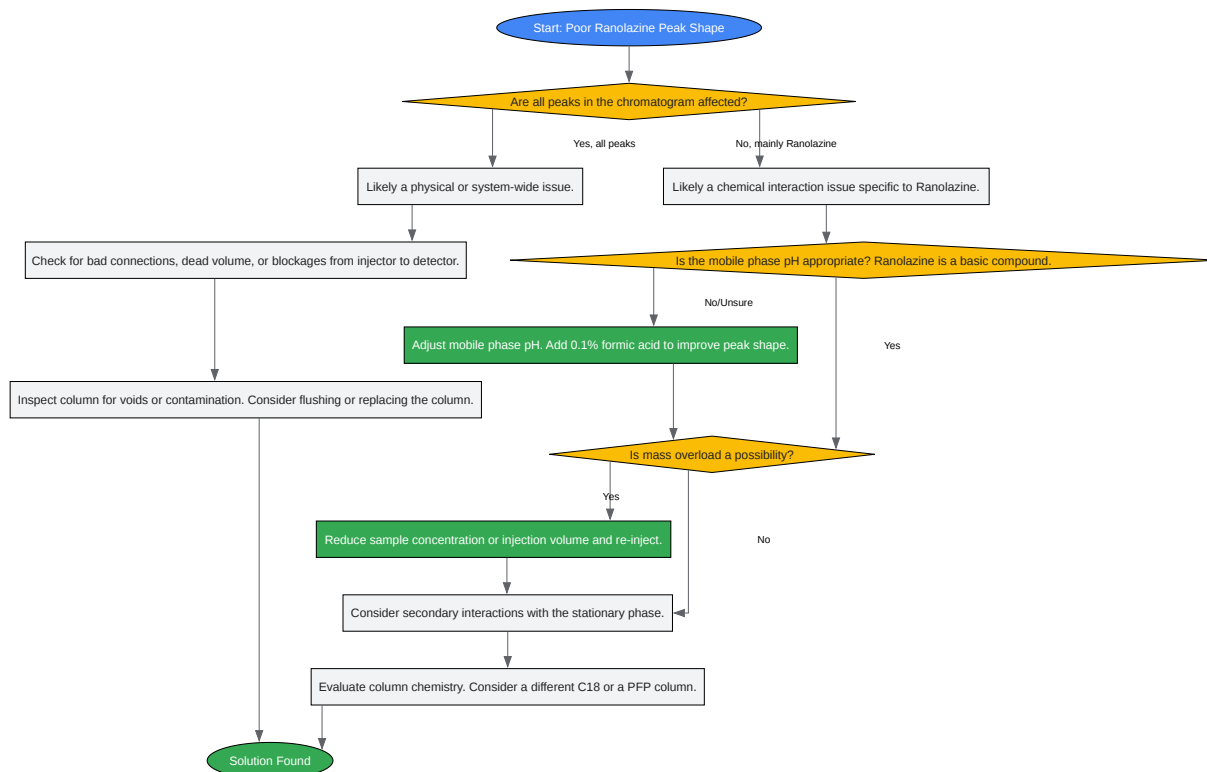 Start: Poor Ranolazine Peak Shape
Are all peaks in the chromatogram affected?
Yes, all peaks
No, mainly Ranolazine
Likely a physical or system-wide issue.
Likely a chemical interaction issue specific to Ranolazine.
Check for bad connections, dead volume, or blockages from injector to detector.
Is the mobile phase pH appropriate? Ranolazine is a basic compound.
No/Unsure
Adjust mobile phase pH. Add 0.1% formic acid to improve peak shape.
Yes
Inspect column for voids or contamination. Consider flushing or replacing the column.
Is mass overload a possibility?
Yes
Reduce sample concentration or injection volume and re-inject.
No
Consider secondary interactions with the stationary phase.
Evaluate column chemistry. Consider a different C18 or a PFP column.
Solution Found